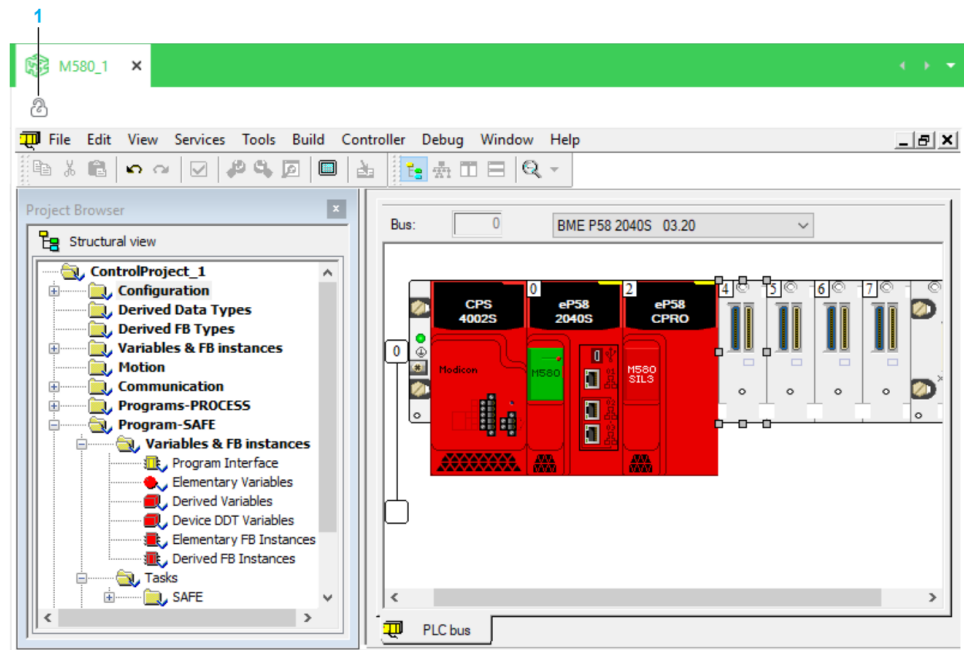 1
M580_1
File Edit View Services Tools Build Controller Debug Window Help
Project Browser
Structural view
ControlProject_1
Configuration
Derived Data Types
Derived FB Types
Variables & FB instances
Motion
Communication
Programs-PROCESS
Program-SAFE
Variables & FB instances
Program Interface
Elementary Variables
Derived Variables
Device DDT Variables
Elementary FB Instances
Derived FB Instances
Tasks
SAFE
Bus: 0 BME P58 2040S 03.20
0 2 4 5 6 7
CPS
4002S
eP58
2040S
eP58
CPRO
0
Modicon
M580
M580
SIL3
PLC bus